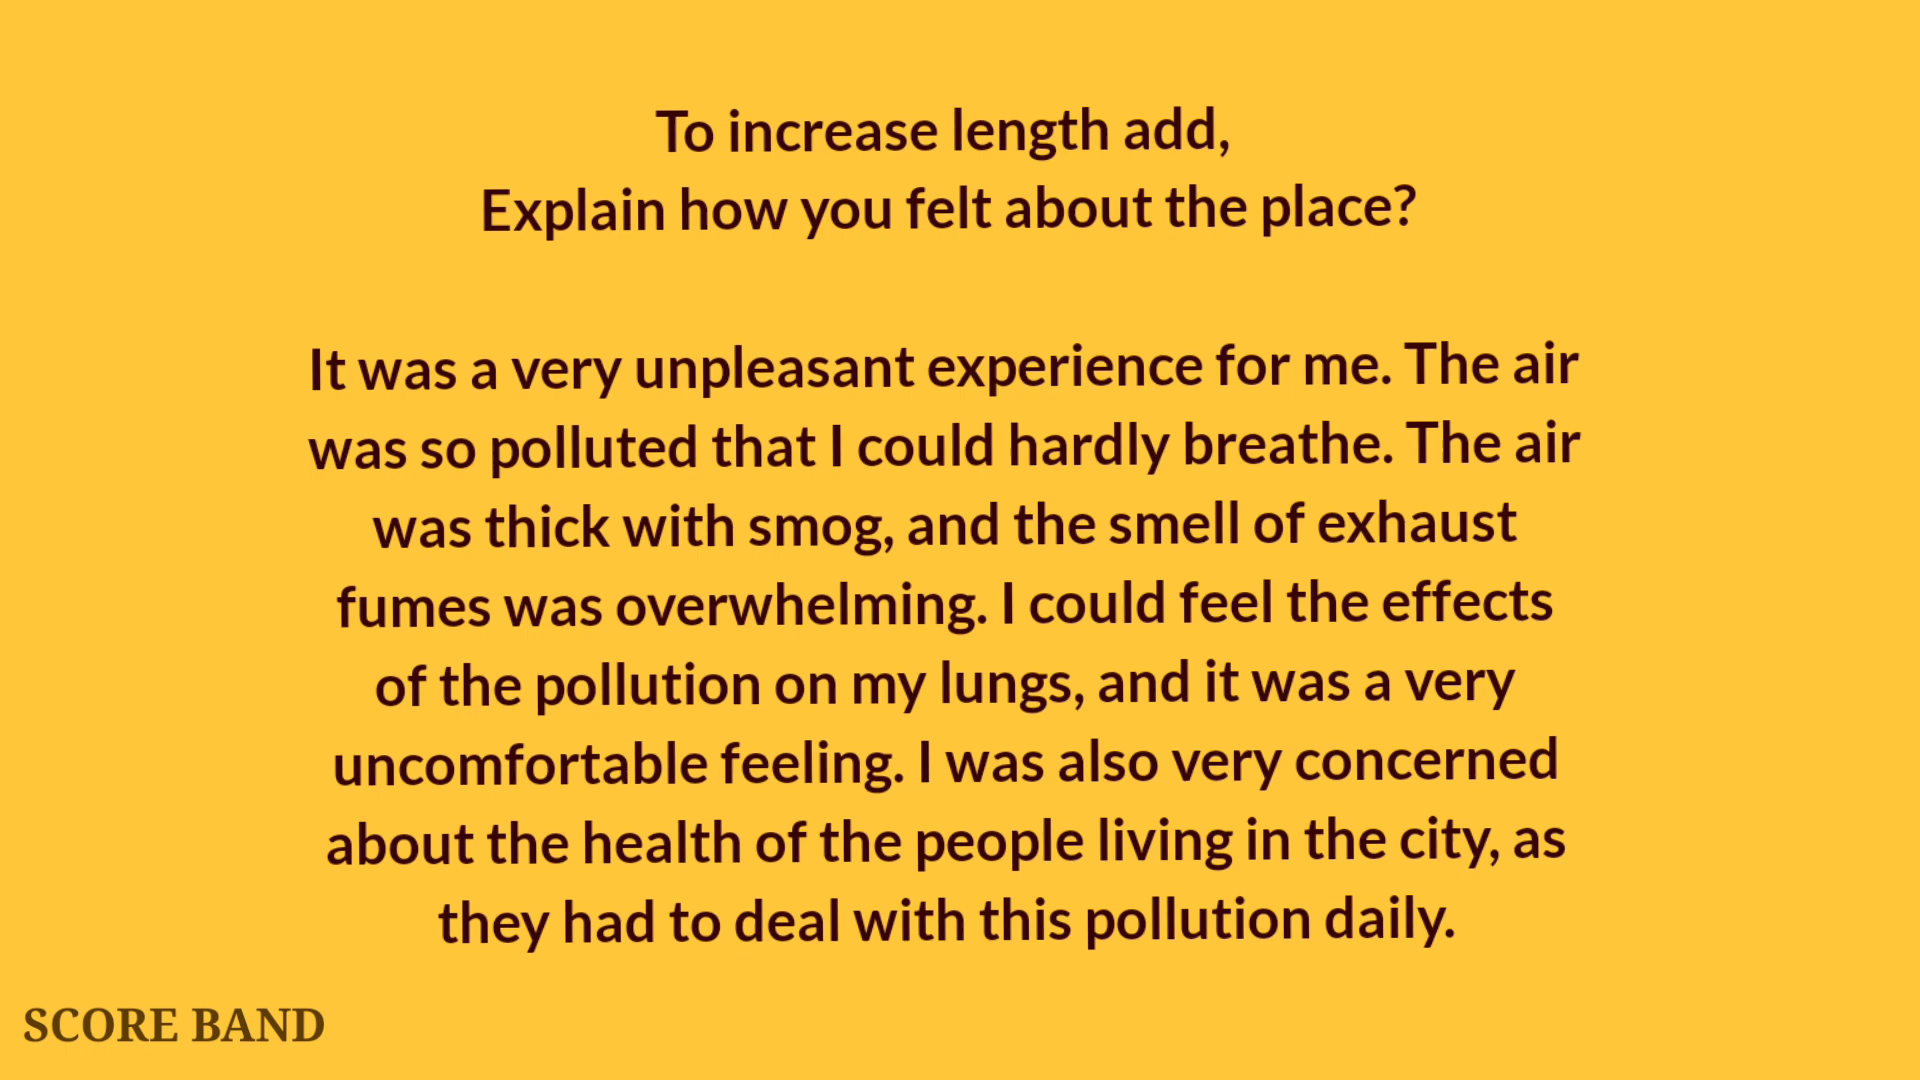 To increase length add,
Explain how you felt about the place?
It was a very unpleasant experience for me. The air
was so polluted that I could hardly breathe. The air
was thick with smog, and the smell of exhaust
fumes was overwhelming. I could feel the effects
of the pollution on my lungs, and it was a very
uncomfortable feeling. I was also very concerned
about the health of the people living in the city, as
they had to deal with this pollution daily.
SCORE BAND